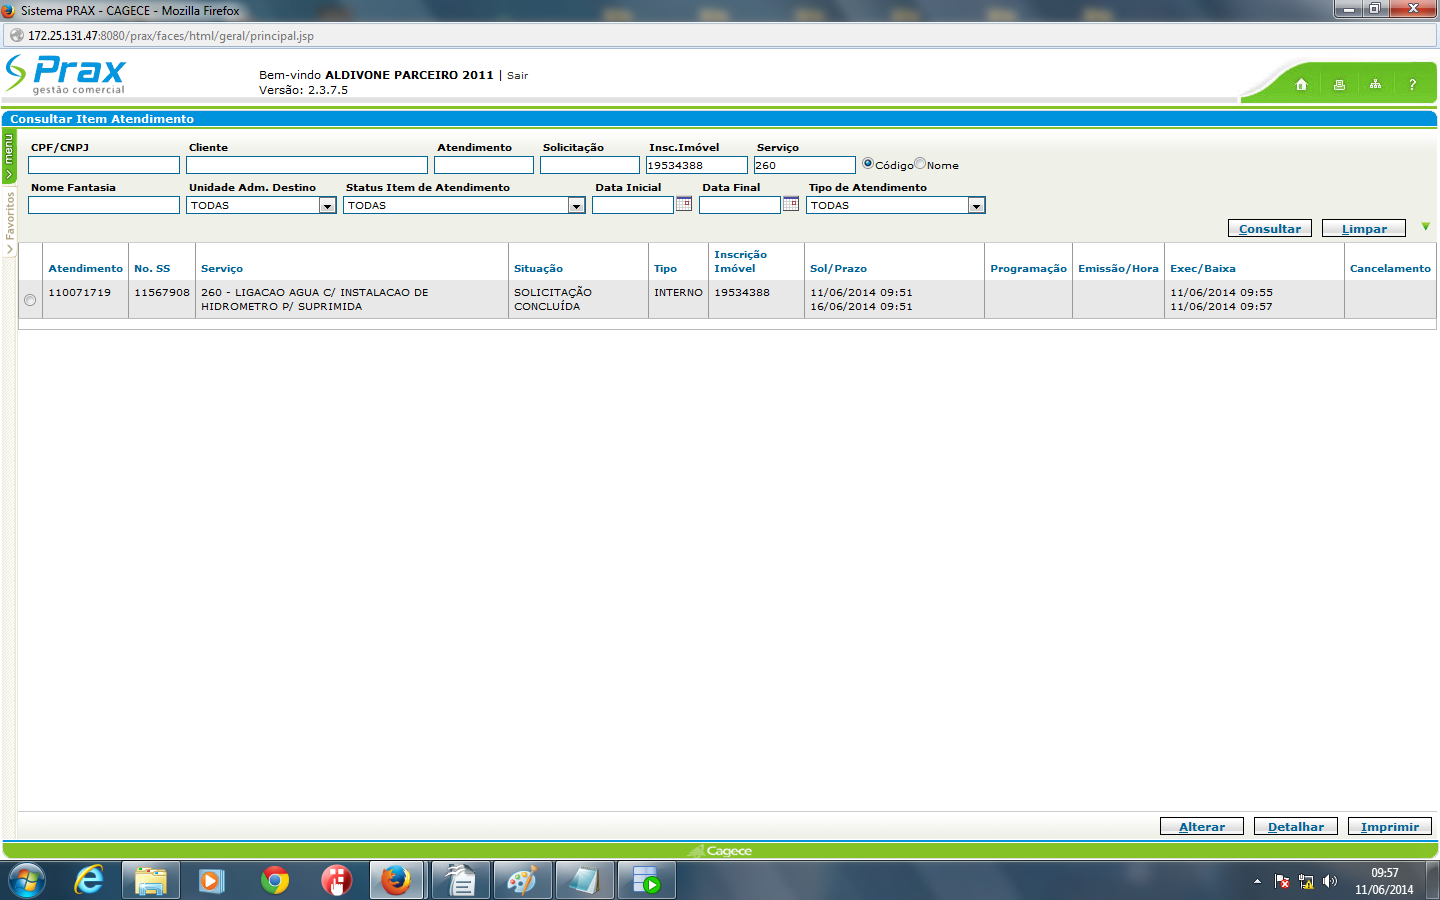 Sistema PRAX - CAGECE - Mozilla Firefox
172.25.131.47:8080/prax/faces/html/geral/principal.jsp
Prax
gestão comercial
Bem-vindo ALDIVONE PARCEIRO 2011 | Sair
Versão: 2.3.7.5
?
Consultar Item Atendimento
menu
Favoritos
CPF/CNPJ Cliente Atendimento Solicitação Insc.Imóvel Serviço
19534388 260 Código Nome
Nome Fantasia Unidade Adm. Destino Status Item de Atendimento Data Inicial Data Final Tipo de Atendimento
TODAS TODAS TODAS
Consultar Limpar
Atendimento No. SS Serviço Situação Tipo Inscrição Imóvel Sol/Prazo Programação Emissão/Hora Exec/Baixa Cancelamento
110071719 11567908 260 - LIGACAO AGUA C/ INSTALACAO DE SOLICITAÇÃO INTERNO 19534388 11/06/2014 09:51 11/06/2014 09:55
HIDROMETRO P/ SUPRIMIDA CONCLUÍDA 16/06/2014 09:51 11/06/2014 09:57
Alterar Detalhar Imprimir
Cagece
09:57
11/06/2014